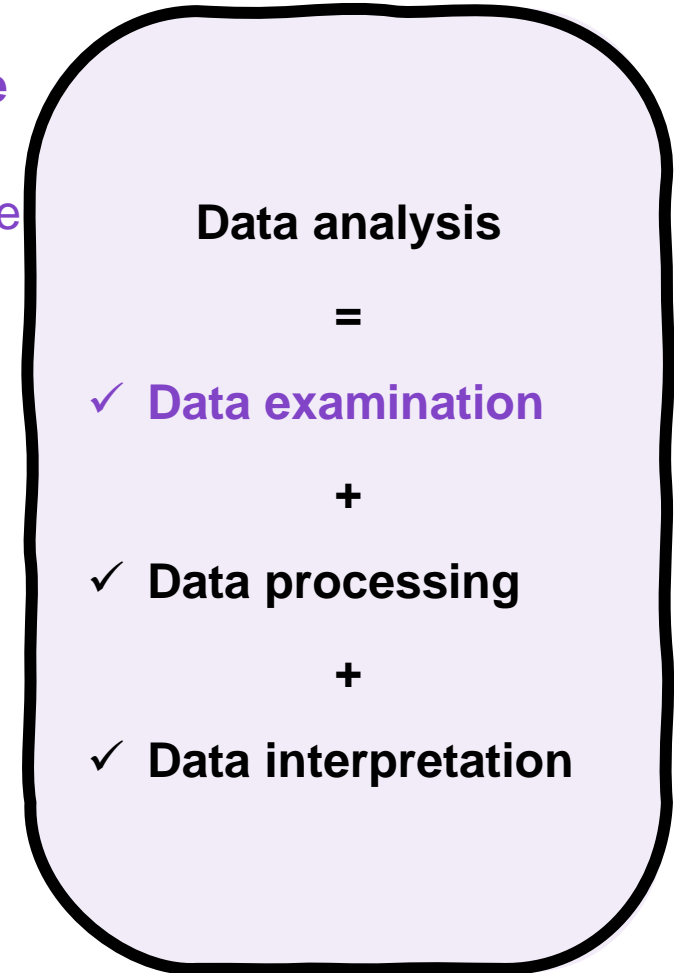 Data analysis
=
✓ Data examination
+
✓ Data processing
+
✓ Data interpretation